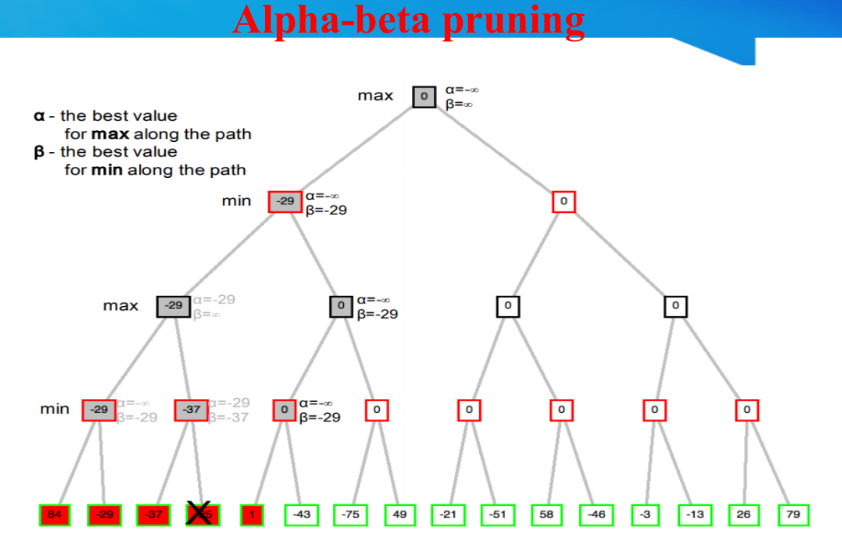 Alpha-beta pruning
max 0 α=-∞
β=∞
α - the best value
for max along the path
β - the best value
for min along the path
min -29 α=-∞ 0
β=-29
max -29 α=-29 0 α=-∞ 0 0
β=∞ β=-29
min -29 α=-∞ -37 α=-29 0 α=-∞ 0 0 0 0 0
β=-29 β=-37 β=-29
84 -29 -37 1 -43 -75 49 -21 -51 58 -46 -3 -13 26 79